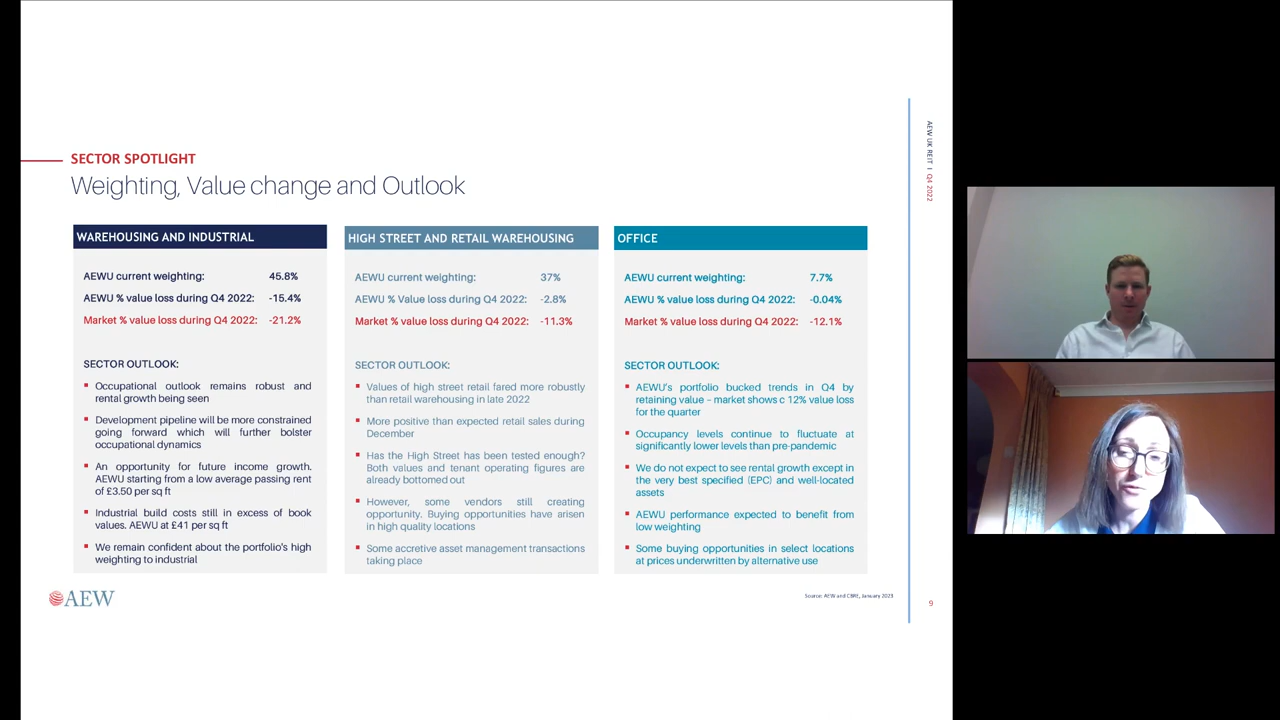 SECTOR SPOTLIGHT
Weighting, Value change and Outlook
WAREHOUSING AND INDUSTRIAL
AEWU current weighting: 45.8%
AEWU % value loss during Q4 2022: -15.4%
Market % value loss during Q4 2022: -21.2%
SECTOR OUTLOOK:
Occupational outlook remains robust and
rental growth being seen
Development pipeline will be more constrained
going forward which will further bolster
occupational dynamics
An opportunity for future income growth.
AEWU starting from a low average passing rent
of £3.50 per sq ft
Industrial build costs still in excess of book
values. AEWU at £41 per sq ft
We remain confident about the portfolio's high
weighting to industrial
HIGH STREET AND RETAIL WAREHOUSING
AEWU current weighting: 37%
AEWU % Value loss during Q4 2022: -2.8%
Market % value loss during Q4 2022: -11.3%
SECTOR OUTLOOK:
Values of high street retail fared more robustly
than retail warehousing in late 2022
More positive than expected retail sales during
December
Has the High Street has been tested enough?
Both values and tenant operating figures are
already bottomed out
However, some vendors still creating
opportunity. Buying opportunities have arisen
in high quality locations
Some accretive asset management transactions
taking place
OFFICE
AEWU current weighting: 7.7%
AEWU % value loss during Q4 2022: -0.04%
Market % value loss during Q4 2022: -12.1%
SECTOR OUTLOOK:
AEWU's portfolio bucked trends in Q4 by
retaining value – market shows c 12% value loss
for the quarter
Occupancy levels continue to fluctuate at
significantly lower levels than pre-pandemic
We do not expect to see rental growth except in
the very best specified (EPC) and well-located
assets
AEWU performance expected to benefit from
low weighting
Some buying opportunities in select locations
at prices underwritten by alternative use
AEW UK REIT I Q4 2022
AEW
Source: AEW and CBRE, January 2023
9